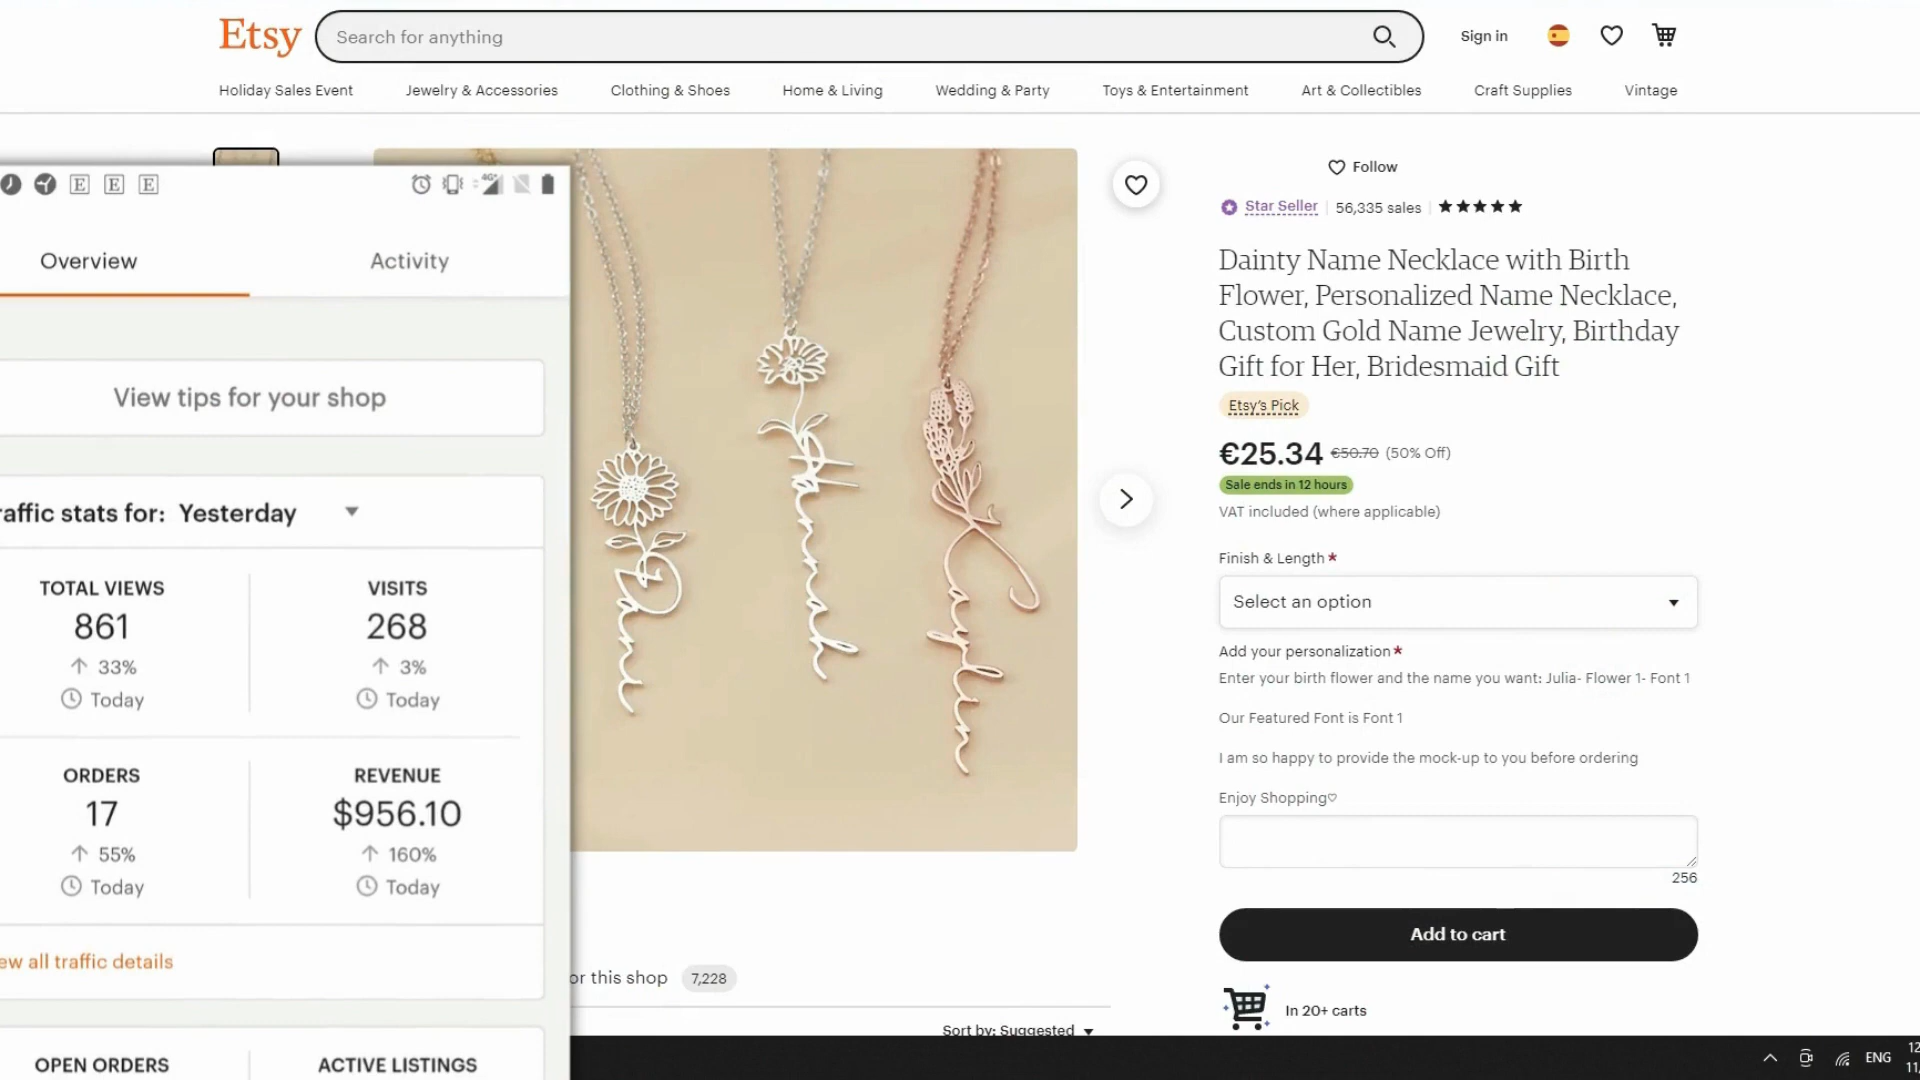 Etsy
Search for anything
Sign in
Holiday Sales Event
Jewelry & Accessories
Clothing & Shoes
Home & Living
Wedding & Party
Toys & Entertainment
Art & Collectibles
Craft Supplies
Vintage
E E E
4G
Overview
Activity
View tips for your shop
raffic stats for: Yesterday
TOTAL VIEWS
861
33%
Today
VISITS
268
3%
Today
ORDERS
17
55%
Today
REVENUE
$956.10
160%
Today
ew all traffic details
OPEN ORDERS
ACTIVE LISTINGS
Dani
Hannah
Kaylin
or this shop 7,228
Sort by: Suggested
Follow
Star Seller
56,335 sales
Dainty Name Necklace with Birth
Flower, Personalized Name Necklace,
Custom Gold Name Jewelry, Birthday
Gift for Her, Bridesmaid Gift
Etsy's Pick
€25.34 €50.70 (50% Off)
Sale ends in 12 hours
VAT included (where applicable)
Finish & Length *
Select an option
Add your personalization *
Enter your birth flower and the name you want: Julia- Flower 1- Font 1
Our Featured Font is Font 1
I am so happy to provide the mock-up to you before ordering
Enjoy Shopping♡
256
Add to cart
In 20+ carts
ENG